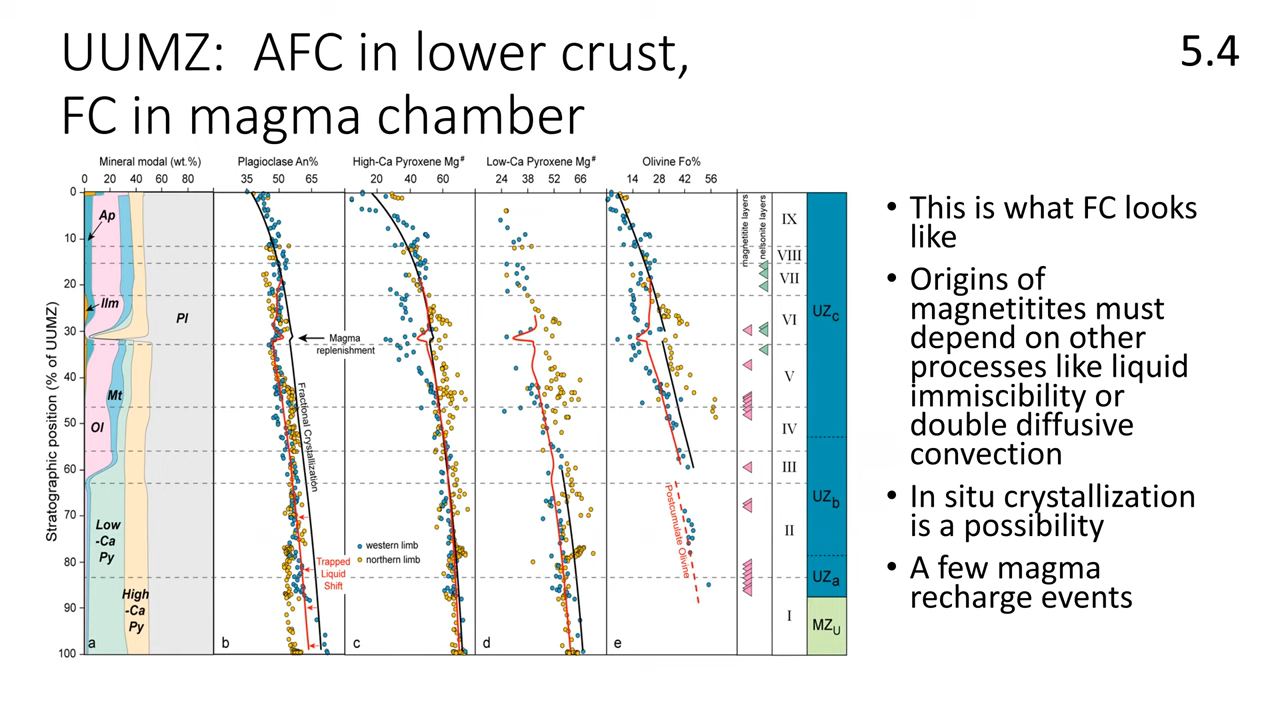 UUMZ:  AFC in lower crust,
FC in magma chamber
5.4
Mineral modal (wt.%)
0 20 40 60 80
Plagioclase An%
35 50 65
High-Ca Pyroxene Mg#
20 40 60
Low-Ca Pyroxene Mg#
24 38 52 66
Olivine Fo%
14 28 42 56
Stratigraphic position (% of UUMZ)
0
10
20
30
40
50
60
70
80
90
100
Ap
Ilm
Pl
Mt
Ol
Low
-Ca
Py
High
-Ca
Py
a
Magma
replenishment
Fractional Crystallization
Trapped
Liquid
Shift
b
western limb
northern limb
c
d
Postcumulate Olivine
e
magnetitite layers
nelsonite layers
IX
VIII
VII
VI
V
IV
III
II
I
UZc
UZb
UZa
MZU
• This is what FC looks
like
• Origins of
magnetitites must
depend on other
processes like liquid
immiscibility or
double diffusive
convection
• In situ crystallization
is a possibility
• A few magma
recharge events